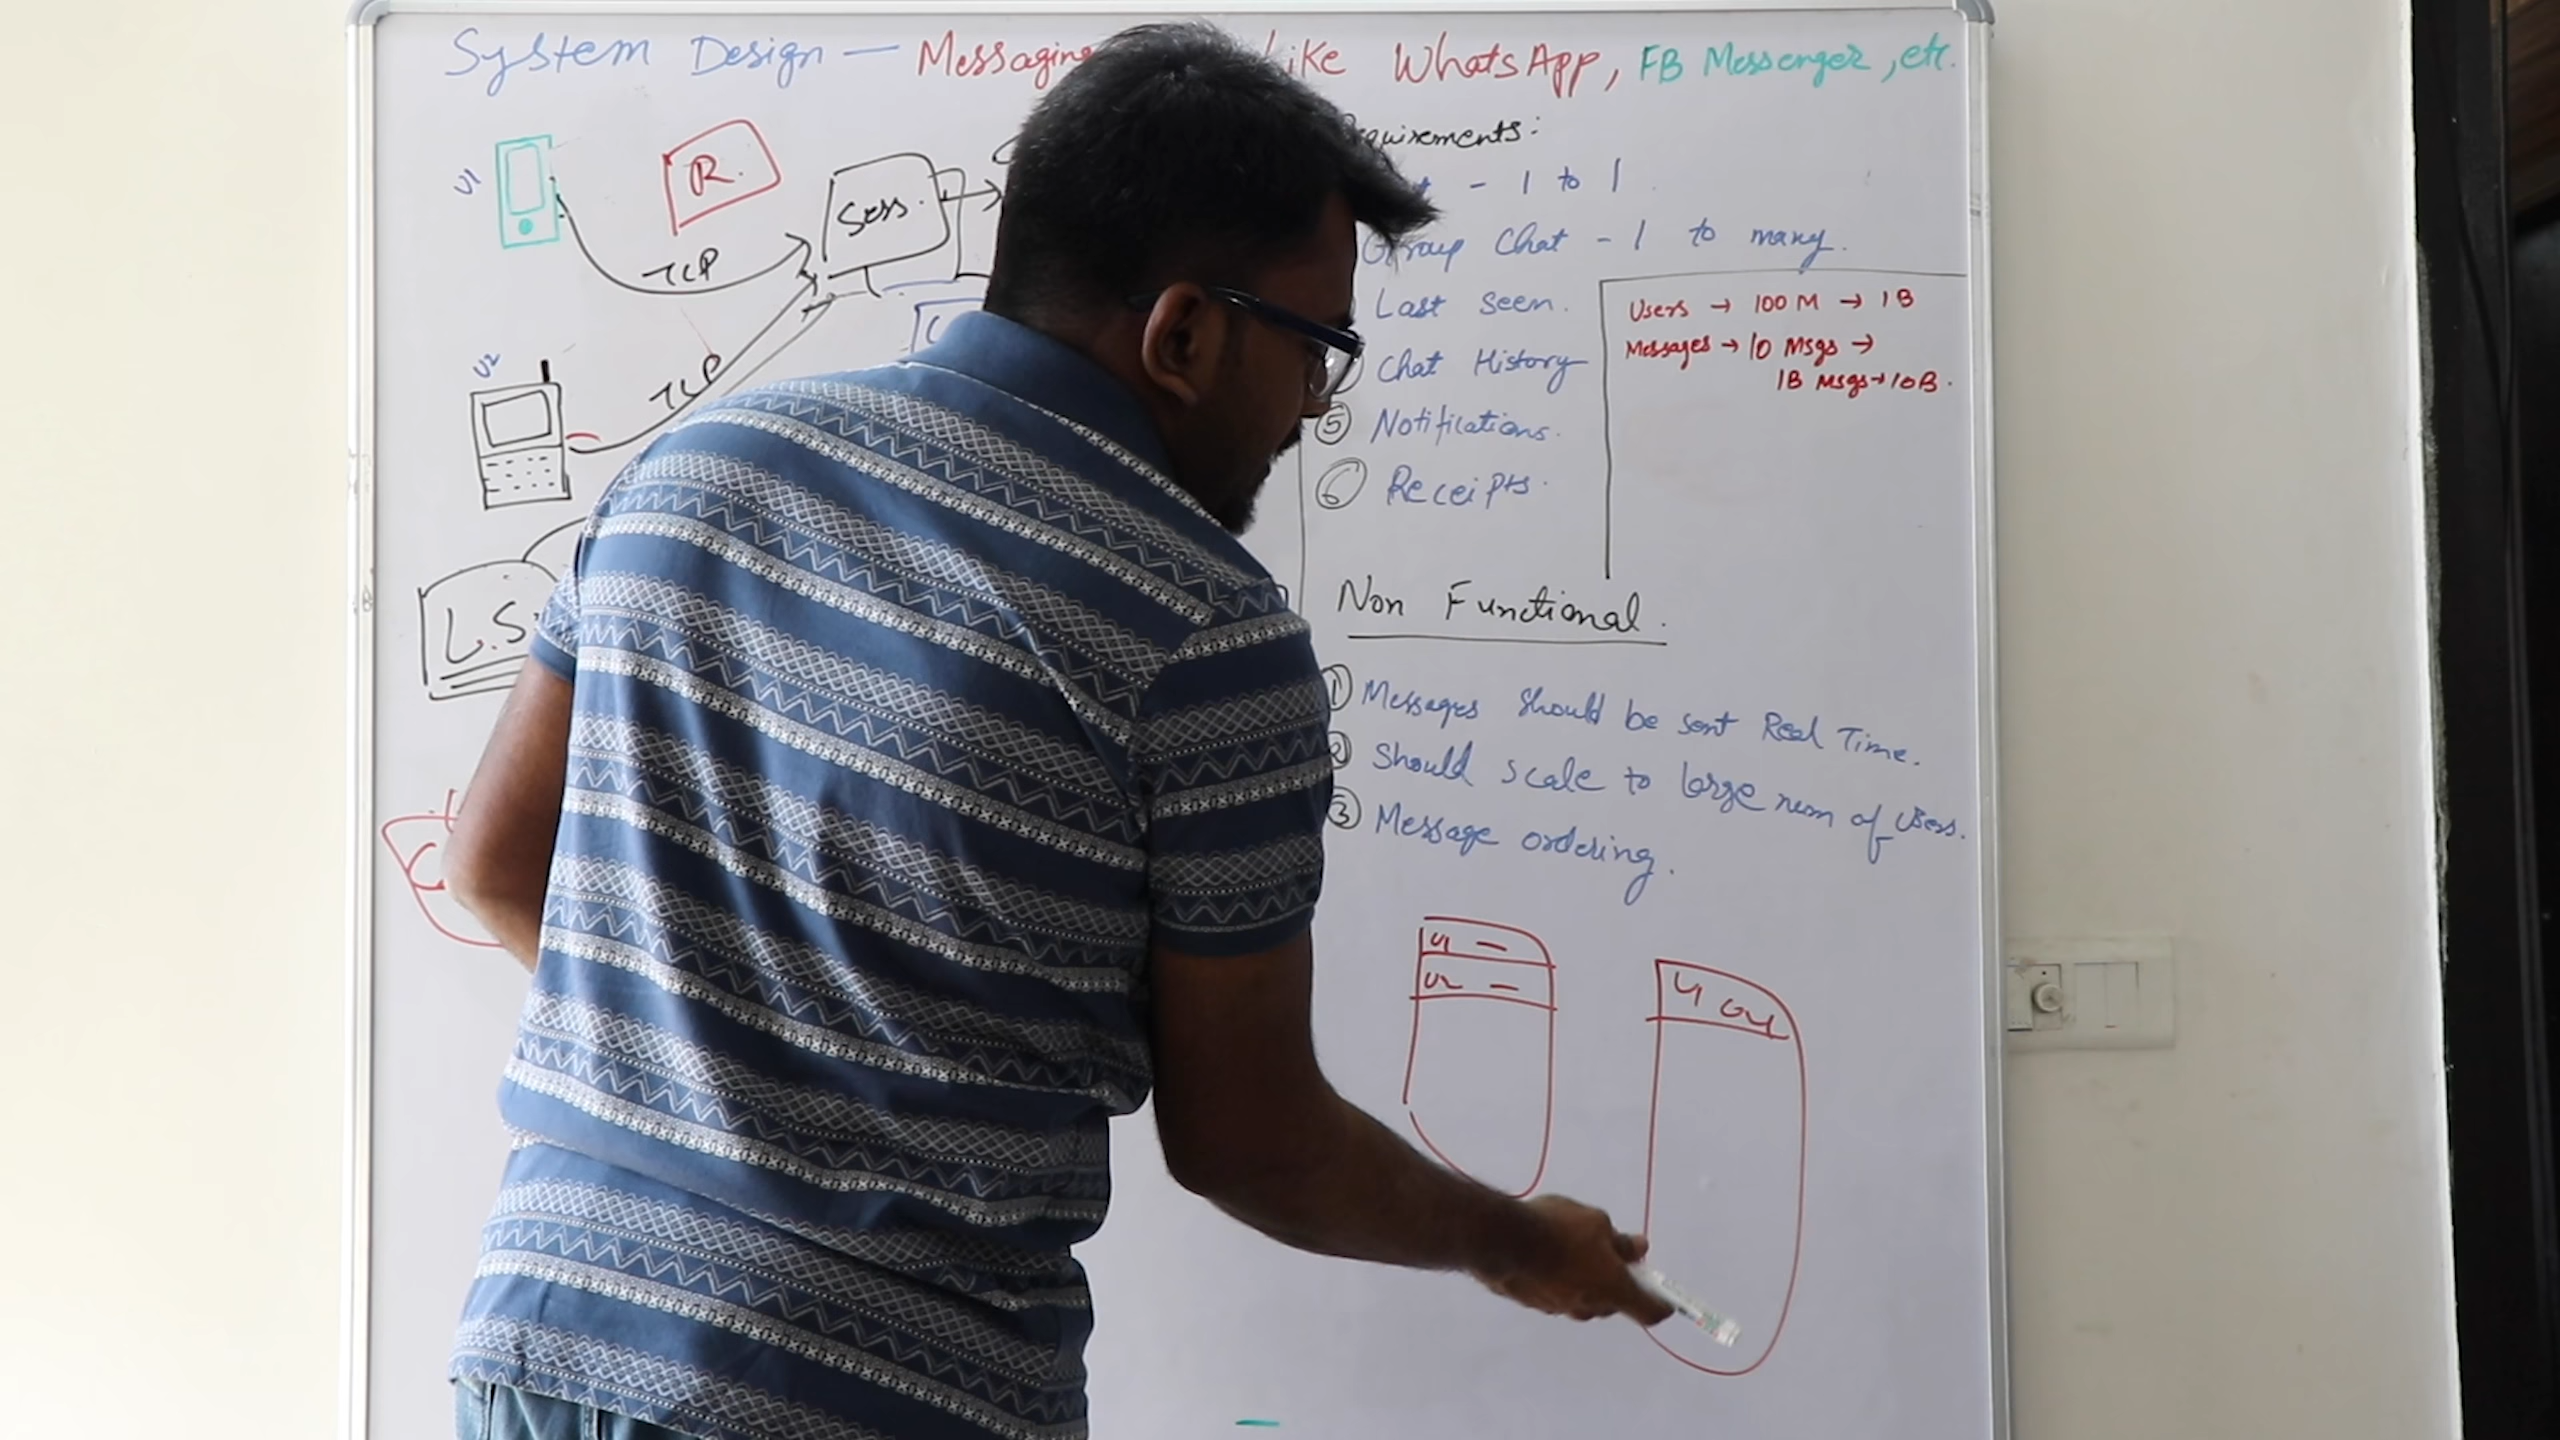 System Design — Messaging like WhatsApp, FB Messenger, etc.
U1
R.
Sess.
TCP
U2
TCP
L.S.
Requirements:
- 1 to 1
Group Chat - 1 to many.
Last seen.
Chat History
⑤ Notifications.
⑥ Receipts.
Users → 100 M → 1 B
Messages → 10 Msgs →
1B Msgs → 10B.
Non Functional.
① Messages should be sent Real Time.
② Should scale to large num of Users.
③ Message ordering.
U1 —
U2 —